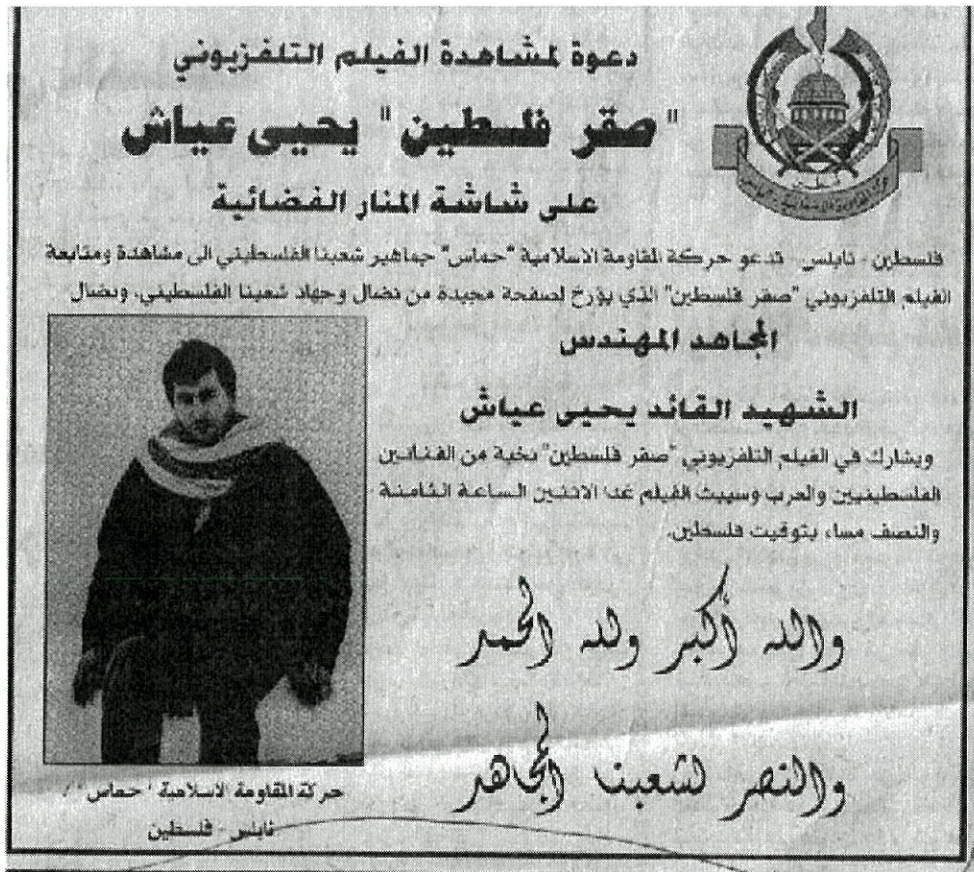 دعوة لمشاهدة الفيلم التلفزيوني
"صقر فلسطين" يحيى عياش
على شاشة المنار الفضائية
فلسطين - نابلس - تدعو حركة المقاومة الاسلامية "حماس" جماهير شعبنا الفلسطيني الى مشاهدة ومتابعة
الفيلم التلفزيوني "صقر فلسطين" الذي يؤرخ لصفحة مجيدة من نضال وجهاد شعبنا الفلسطيني، ونضال
المجاهد المهندس
الشهيد القائد يحيى عياش
ويشارك في الفيلم التلفزيوني "صقر فلسطين" نخبة من الفنانين
الفلسطينيين والعرب وسيبث الفيلم غدا الاثنين الساعة الثامنة
والنصف مساء بتوقيت فلسطين.
والله أكبر ولله الحمد
والنصر لشعبنا المجاهد
حركة المقاومة الاسلامية "حماس"
نابلس - فلسطين